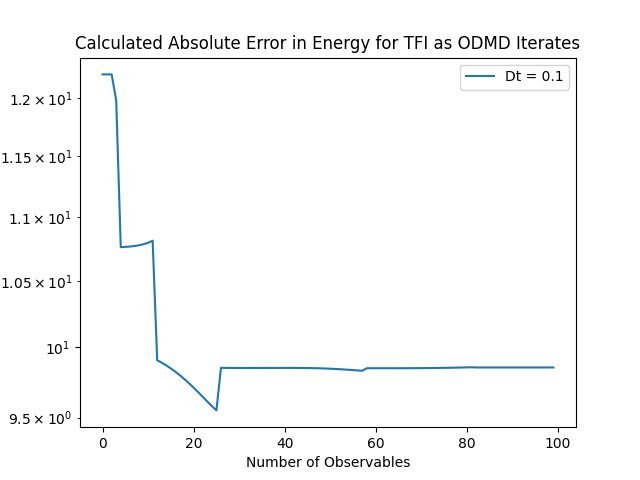 Calculated Absolute Error in Energy for TFI as ODMD Iterates
Dt = 0.1
1.2 × 10¹
1.15 × 10¹
1.1 × 10¹
1.05 × 10¹
10¹
9.5 × 10⁰
0 20 40 60 80 100
Number of Observables